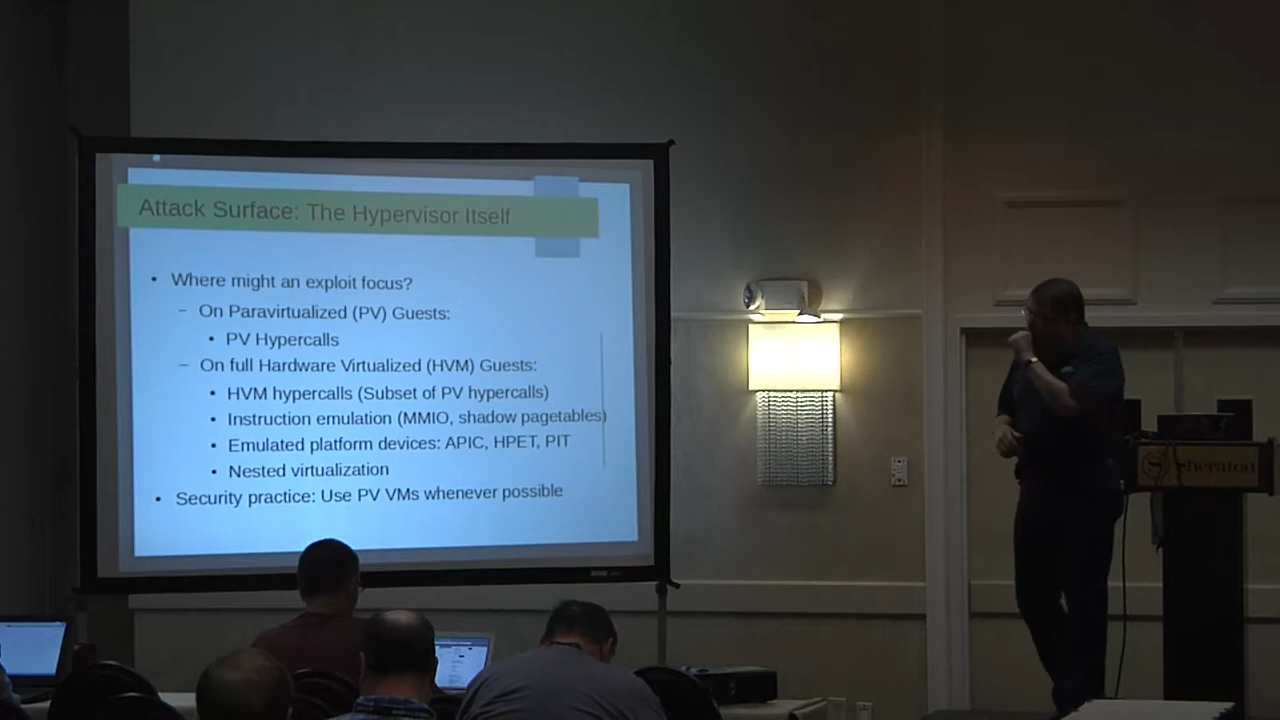 Attack Surface: The Hypervisor Itself
• Where might an exploit focus?
– On Paravirtualized (PV) Guests:
• PV Hypercalls
– On full Hardware Virtualized (HVM) Guests:
• HVM hypercalls (Subset of PV hypercalls)
• Instruction emulation (MMIO, shadow pagetables)
• Emulated platform devices: APIC, HPET, PIT
• Nested virtualization
• Security practice: Use PV VMs whenever possible
Sheraton